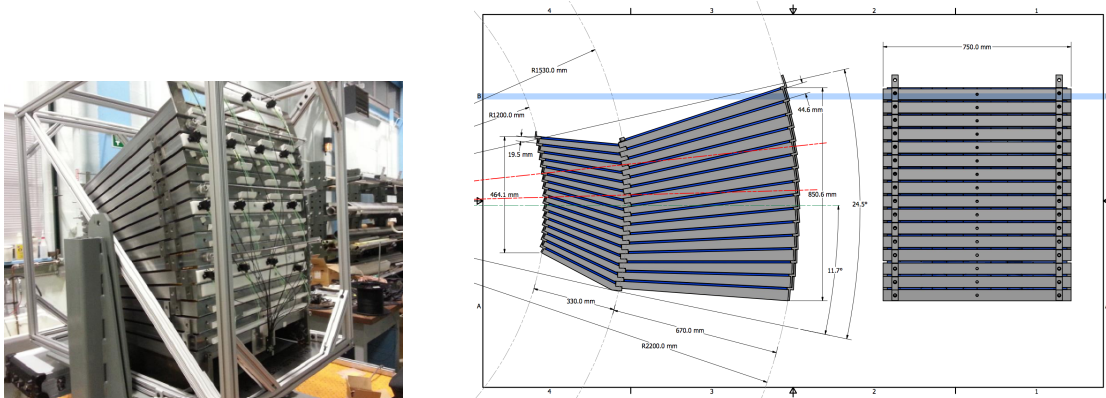 4
3
2
1
750.0 mm
R1530.0 mm
B
B
R1200.0 mm
44.6 mm
19.5 mm
464.1 mm
850.6 mm
24.5°
11.7°
330.0 mm
A
A
670.0 mm
R2200.0 mm
4
3
2
1